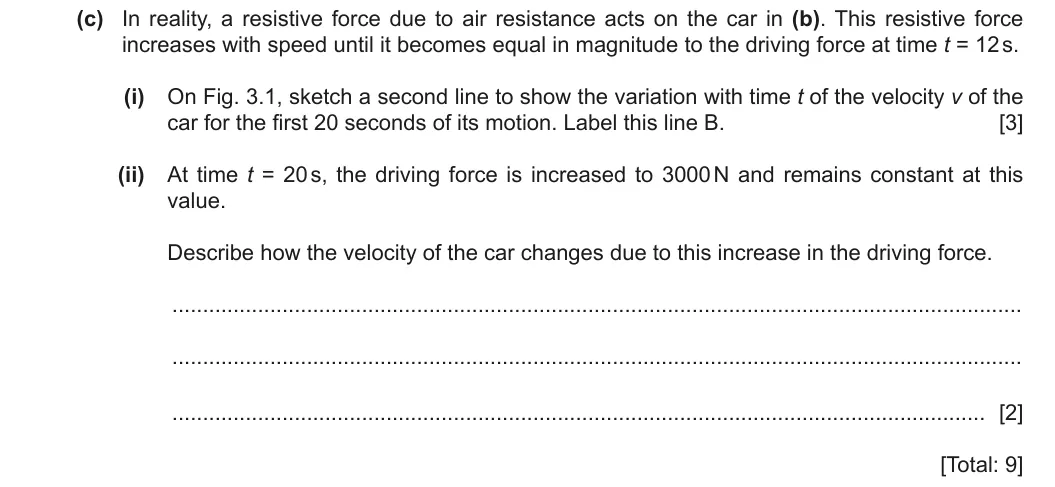 (c) In reality, a resistive force due to air resistance acts on the car in (b). This resistive force
increases with speed until it becomes equal in magnitude to the driving force at time t = 12 s.
(i) On Fig. 3.1, sketch a second line to show the variation with time t of the velocity v of the
car for the first 20 seconds of its motion. Label this line B. [3]
(ii) At time t = 20 s, the driving force is increased to 3000 N and remains constant at this
value.
Describe how the velocity of the car changes due to this increase in the driving force.
..........................................................................................................................................
..........................................................................................................................................
.................................................................................................................................... [2]
[Total: 9]